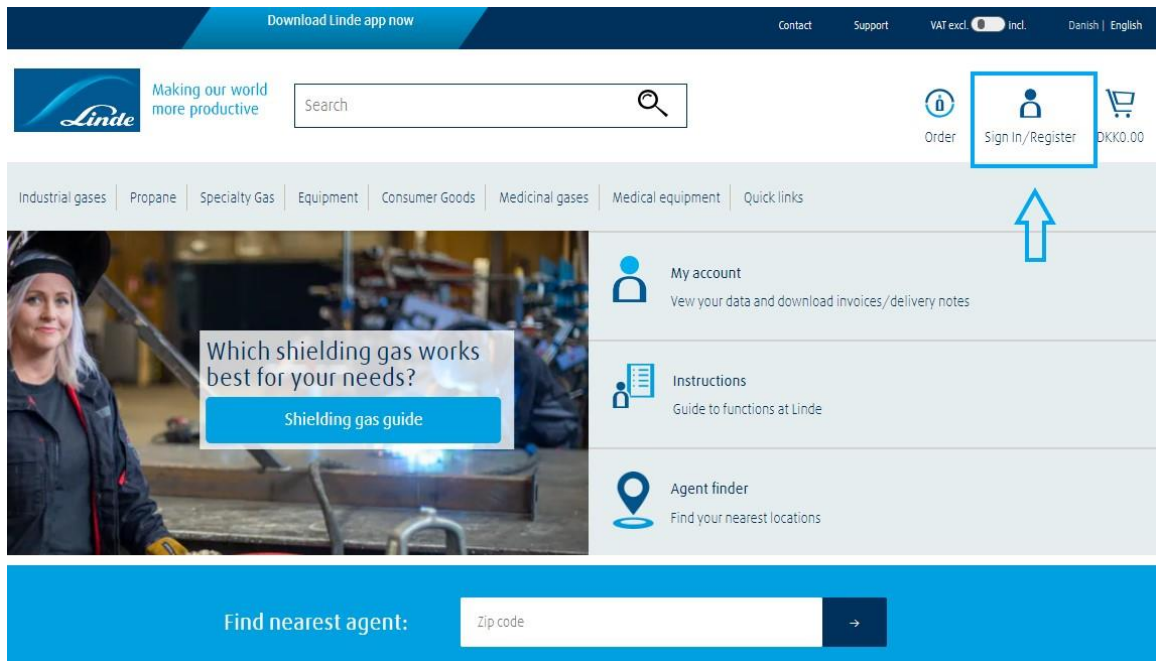 Download Linde app now
Contact
Support
VAT excl. incl.
Danish | English
Linde
Making our world
more productive
Search
Order
Sign In/Register
DKK0.00
Industrial gases
Propane
Specialty Gas
Equipment
Consumer Goods
Medicinal gases
Medical equipment
Quick links
Which shielding gas works
best for your needs?
Shielding gas guide
My account
Vew your data and download invoices/delivery notes
Instructions
Guide to functions at Linde
Agent finder
Find your nearest locations
Find nearest agent:
Zip code